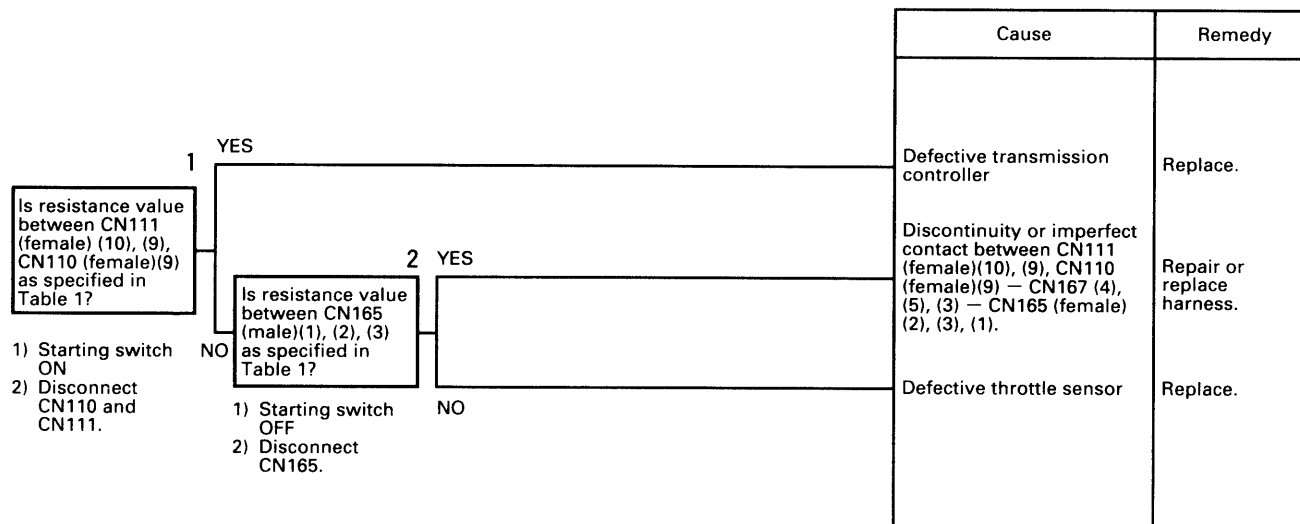 Cause
Remedy
1
YES
Is resistance value
between CN111
(female) (10), (9),
CN110 (female)(9)
as specified in
Table 1?
1) Starting switch
ON
2) Disconnect
CN110 and
CN111.
NO
2
YES
Is resistance value
between CN165
(male)(1), (2), (3)
as specified in
Table 1?
1) Starting switch
OFF
2) Disconnect
CN165.
NO
Defective transmission
controller
Replace.
Discontinuity or imperfect
contact between CN111
(female)(10), (9), CN110
(female)(9) — CN167 (4),
(5), (3) — CN165 (female)
(2), (3), (1).
Repair or
replace
harness.
Defective throttle sensor
Replace.